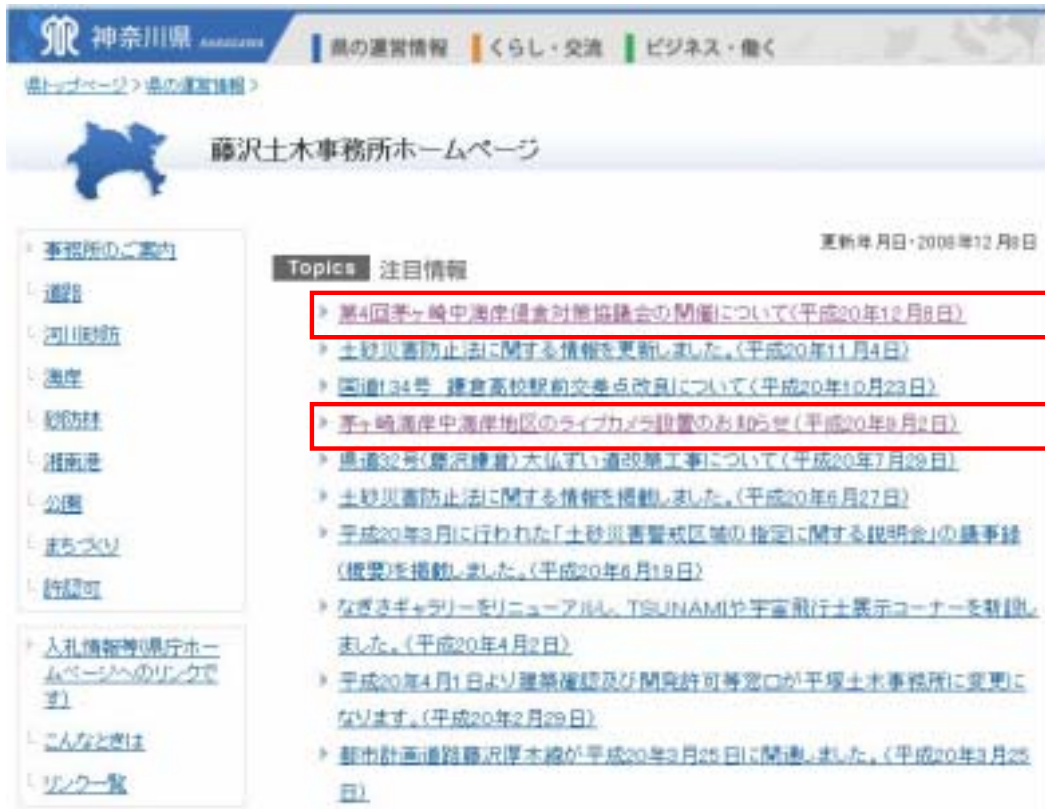 神奈川県
県の運営情報 くらし・交流 ビジネス・働く
県トップページ>県の運営情報>
藤沢土木事務所ホームページ
更新年月日・2008年12月8日
事務所のご案内
道路
河川砂防
海岸
砂防林
湘南港
公園
まちづくり
許認可
入札情報等(県庁ホー
ムページへのリンクで
す)
こんなときは
リンク一覧
Topics 注目情報
第4回茅ヶ崎中海岸侵食対策協議会の開催について(平成20年12月8日)
土砂災害防止法に関する情報を更新しました。(平成20年11月4日)
国道134号 鎌倉高校駅前交差点改良について(平成20年10月23日)
茅ヶ崎海岸中海岸地区のライブカメラ設置のお知らせ(平成20年9月2日)
県道32号(藤沢鎌倉)大仏ずい道改築工事について(平成20年7月29日)
土砂災害防止法に関する情報を掲載しました。(平成20年6月27日)
平成20年3月に行われた「土砂災害警戒区域の指定に関する説明会」の議事録
(概要)を掲載しました。(平成20年6月19日)
なぎさギャラリーをリニューアルし、TSUNAMIや宇宙飛行士展示コーナーを新設し
ました。(平成20年4月2日)
平成20年4月1日より建築確認及び開発許可等窓口が平塚土木事務所に変更に
なります。(平成20年2月29日)
都市計画道路藤沢厚木線が平成20年3月25日に開通しました。(平成20年3月25
日)